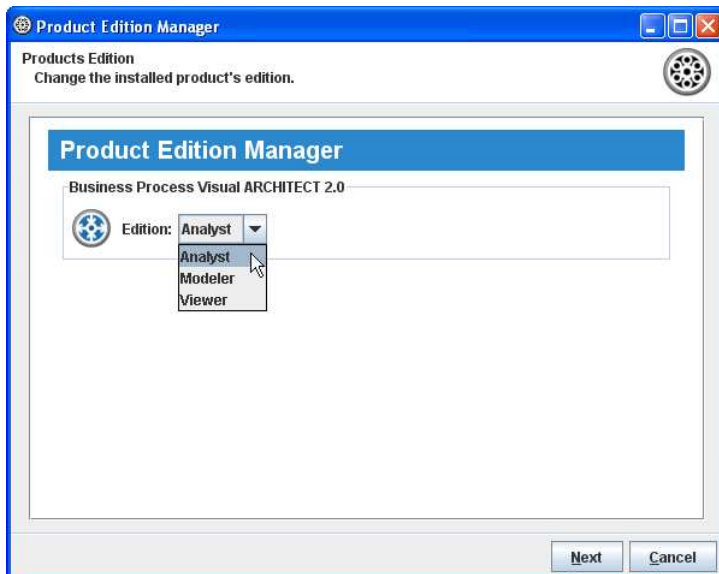 Product Edition Manager
Products Edition
Change the installed product's edition.
Product Edition Manager
Business Process Visual ARCHITECT 2.0
Edition: Analyst
Analyst
Modeler
Viewer
Next Cancel